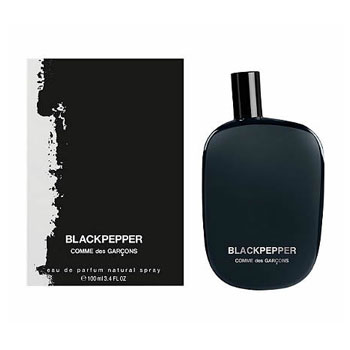 BLACKPEPPER
COMME des GARÇONS
eau de parfum natural spray
℮ 100 ml 3.4 FL OZ
BLACKPEPPER
COMME des GARÇONS